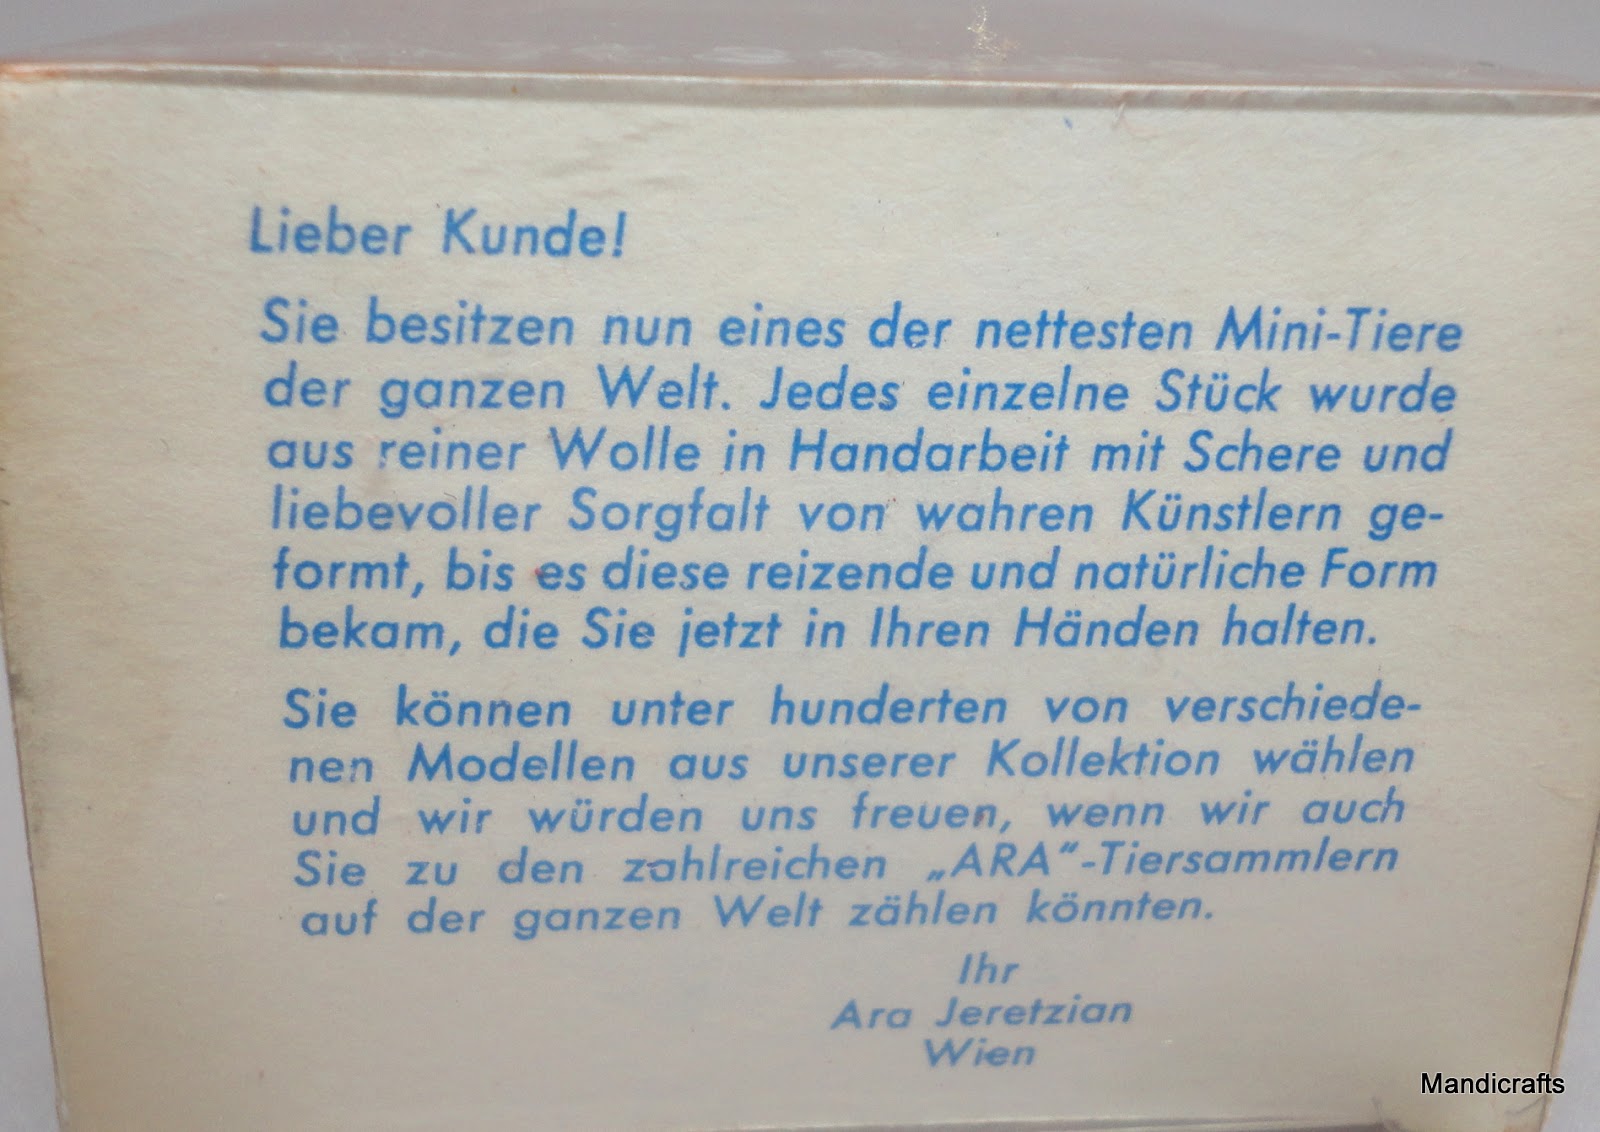 Lieber Kunde!
Sie besitzen nun eines der nettesten Mini-Tiere
der ganzen Welt. Jedes einzelne Stück wurde
aus reiner Wolle in Handarbeit mit Schere und
liebevoller Sorgfalt von wahren Künstlern ge-
formt, bis es diese reizende und natürliche Form
bekam, die Sie jetzt in Ihren Händen halten.
Sie können unter hunderten von verschiede-
nen Modellen aus unserer Kollektion wählen
und wir würden uns freuen, wenn wir auch
Sie zu den zahlreichen „ARA“-Tiersammlern
auf der ganzen Welt zählen könnten.
Ihr
Ara Jeretzian
Wien
Mandicrafts